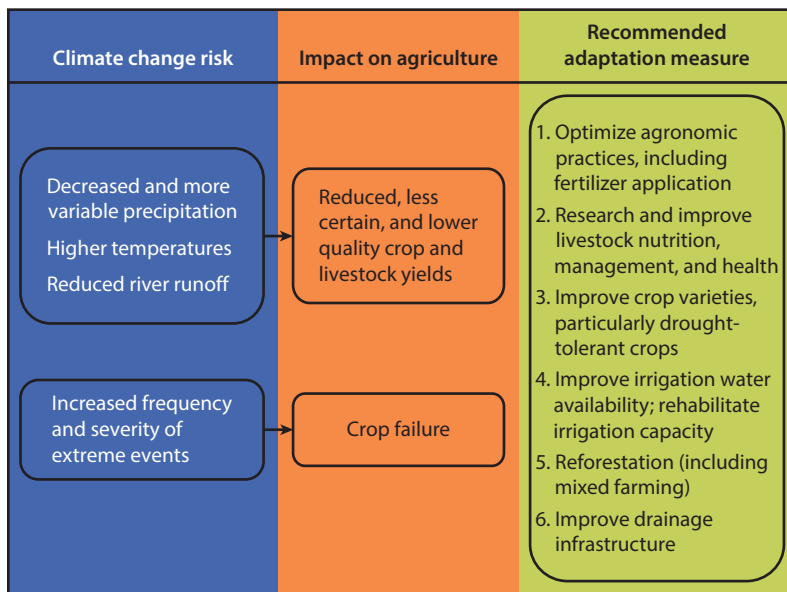 Climate change risk
Impact on agriculture
Recommended
adaptation measure
Decreased and more
variable precipitation
Higher temperatures
Reduced river runoff
Reduced, less
certain, and lower
quality crop and
livestock yields
Increased frequency
and severity of
extreme events
Crop failure
1. Optimize agronomic
practices, including
fertilizer application
2. Research and improve
livestock nutrition,
management, and health
3. Improve crop varieties,
particularly drought-
tolerant crops
4. Improve irrigation water
availability; rehabilitate
irrigation capacity
5. Reforestation (including
mixed farming)
6. Improve drainage
infrastructure